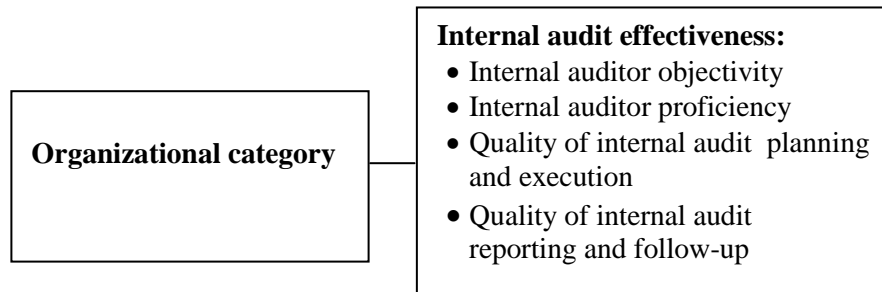 Organizational category
Internal audit effectiveness:
• Internal auditor objectivity
• Internal auditor proficiency
• Quality of internal audit planning
and execution
• Quality of internal audit
reporting and follow-up